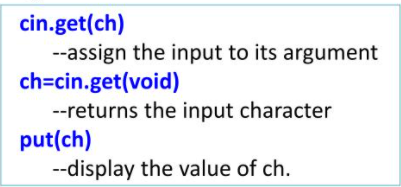 cin.get(ch)
--assign the input to its argument
ch=cin.get(void)
--returns the input character
put(ch)
--display the value of ch.